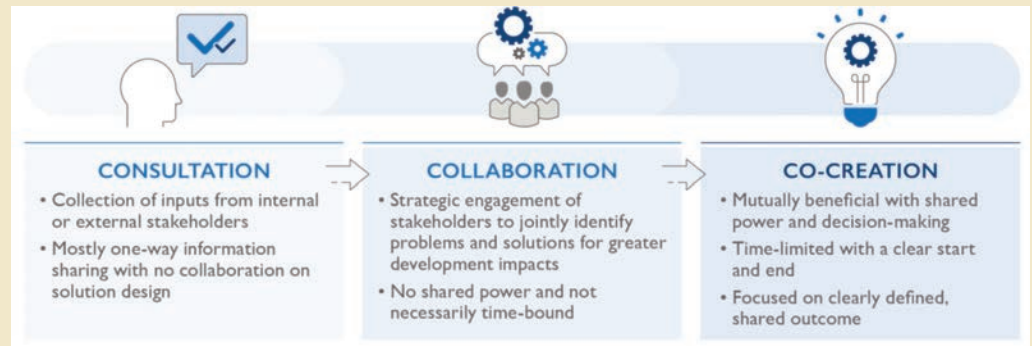 CONSULTATION
• Collection of inputs from internal
or external stakeholders
• Mostly one-way information
sharing with no collaboration on
solution design
COLLABORATION
• Strategic engagement of
stakeholders to jointly identify
problems and solutions for greater
development impacts
• No shared power and not
necessarily time-bound
CO-CREATION
• Mutually beneficial with shared
power and decision-making
• Time-limited with a clear start
and end
• Focused on clearly defined,
shared outcome